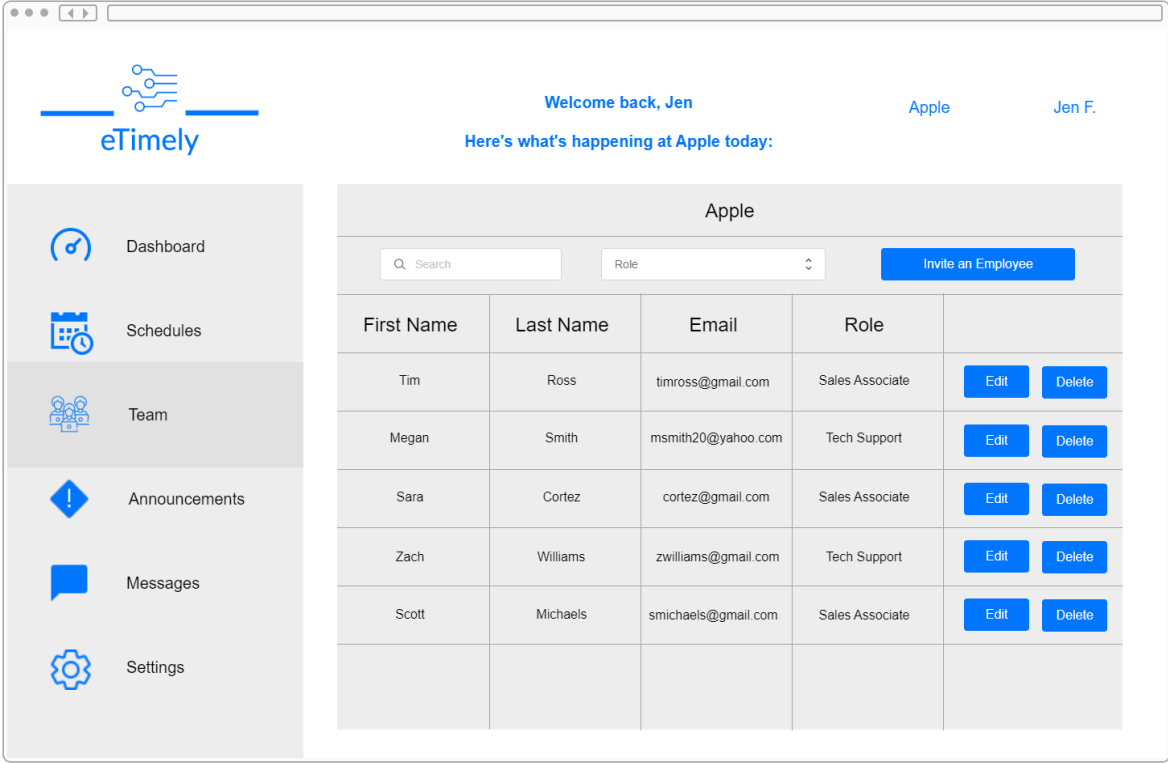 eTimely
Welcome back, Jen
Here's what's happening at Apple today:
Apple
Jen F.
Dashboard
Schedules
Team
Announcements
Messages
Settings
Apple
Search
Role
Invite an Employee
First Name Last Name Email Role
Tim Ross timross@gmail.com Sales Associate Edit Delete
Megan Smith msmith20@yahoo.com Tech Support Edit Delete
Sara Cortez cortez@gmail.com Sales Associate Edit Delete
Zach Williams zwilliams@gmail.com Tech Support Edit Delete
Scott Michaels smichaels@gmail.com Sales Associate Edit Delete